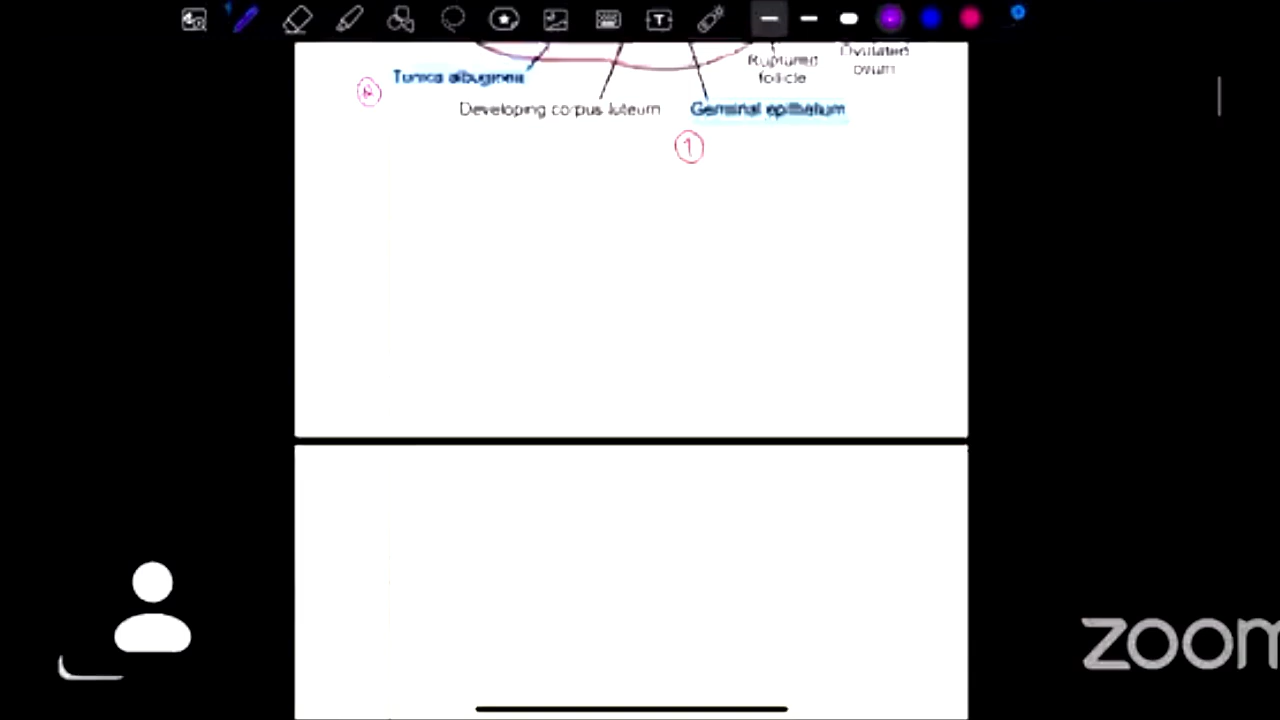 Ruptured
follicle
Ovulated
ovum
Tunica albuginea
Developing corpus luteum
Germinal epithelium
1
zoom